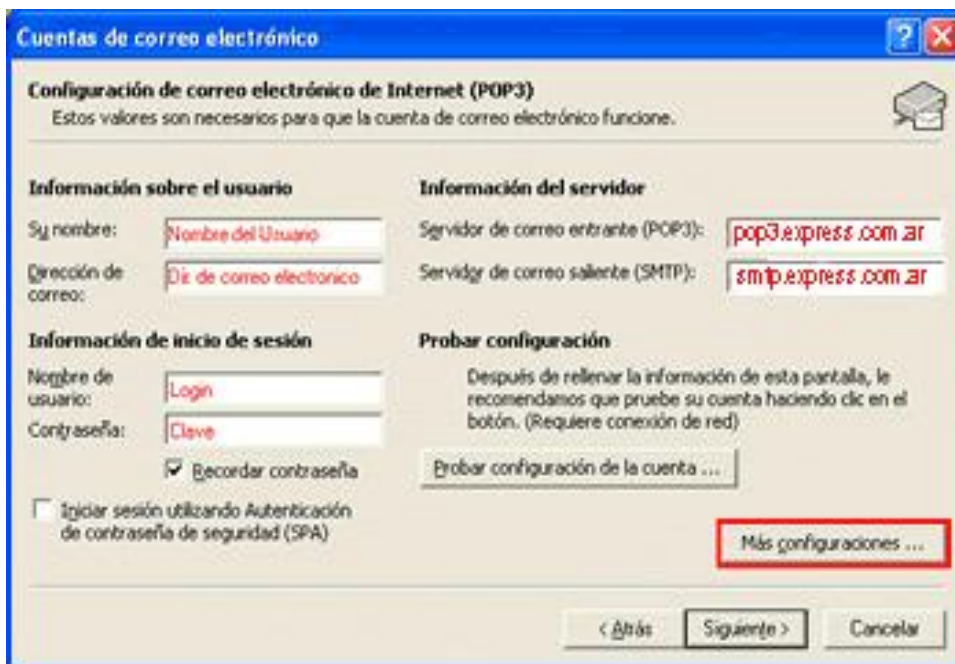 Cuentas de correo electrónico
Configuración de correo electrónico de Internet (POP3)
Estos valores son necesarios para que la cuenta de correo electrónico funcione.
Información sobre el usuario
Su nombre:
Nombre del Usuario
Dirección de
correo:
Dir. de correo electronico
Información del servidor
Servidor de correo entrante (POP3):
pop3.express.com.ar
Servidor de correo saliente (SMTP):
smtp.express.com.ar
Información de inicio de sesión
Nombre de
usuario:
Login
Contraseña:
Clave
Recordar contraseña
Iniciar sesión utilizando Autenticación
de contraseña de seguridad (SPA)
Probar configuración
Después de rellenar la información de esta pantalla, le
recomendamos que pruebe su cuenta haciendo clic en el
botón. (Requiere conexión de red)
Probar configuración de la cuenta ...
Más configuraciones ...
< Atrás
Siguiente >
Cancelar